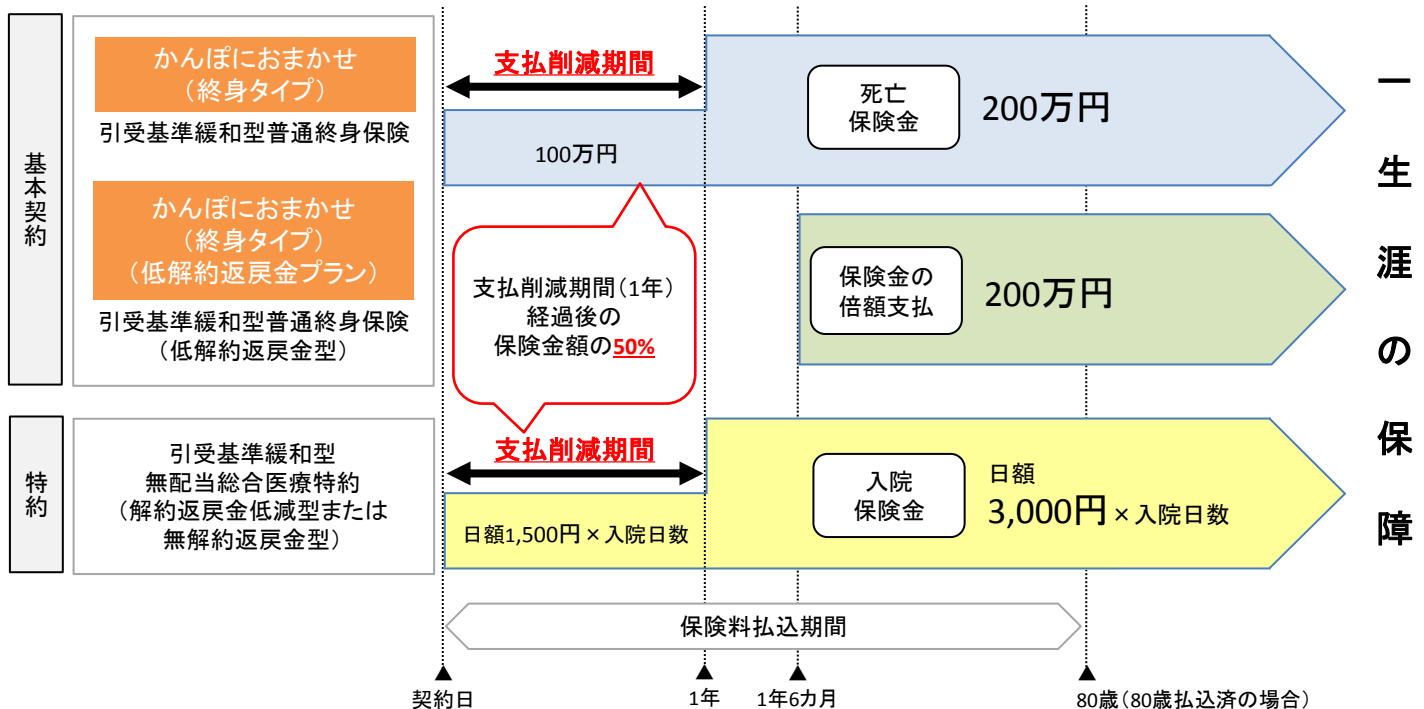 基本契約
かんぽにおまかせ
（終身タイプ）
引受基準緩和型普通終身保険
かんぽにおまかせ
（終身タイプ）
（低解約返戻金プラン）
引受基準緩和型普通終身保険
（低解約返戻金型）
支払削減期間
100万円
死亡
保険金
200万円
支払削減期間（1年）
経過後の
保険金額の50%
保険金の
倍額支払
200万円
特約
引受基準緩和型
無配当総合医療特約
（解約返戻金低減型または
無解約返戻金型）
支払削減期間
日額1,500円×入院日数
入院
保険金
日額
3,000円×入院日数
一生涯の保障
保険料払込期間
契約日
1年
1年6カ月
80歳（80歳払込済の場合）